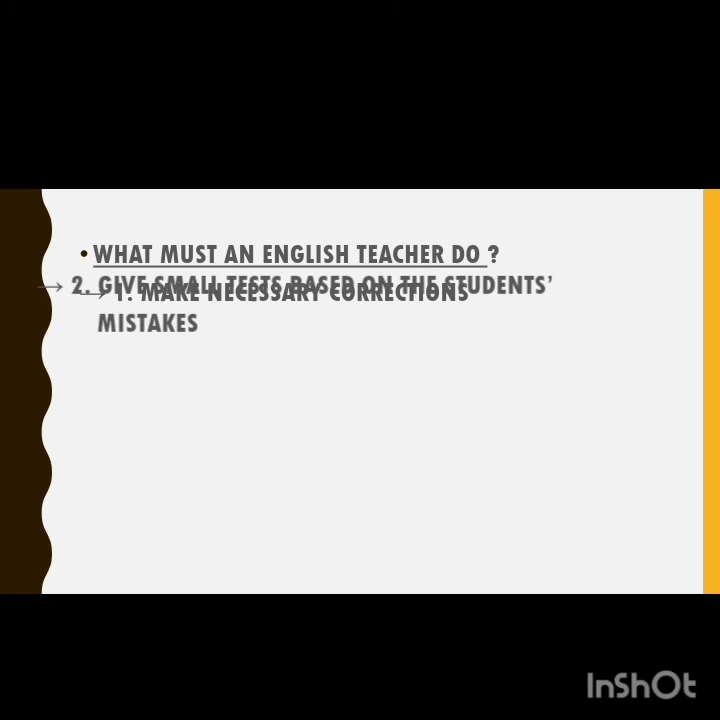 • WHAT MUST AN ENGLISH TEACHER DO ?
→ 1. MAKE NECESSARY CORRECTIONS
→ 2. GIVE SMALL TESTS BASED ON THE STUDENTS’
MISTAKES
InShOt